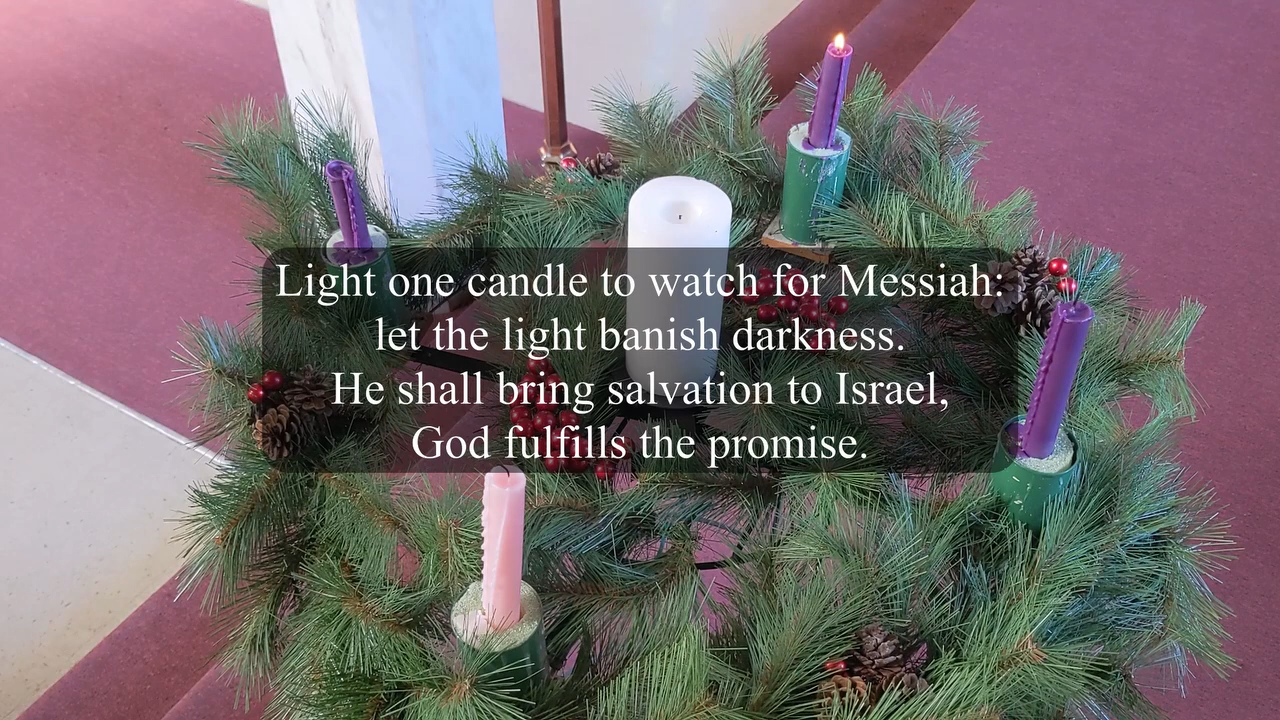 Light one candle to watch for Messiah:
let the light banish darkness.
He shall bring salvation to Israel,
God fulfills the promise.